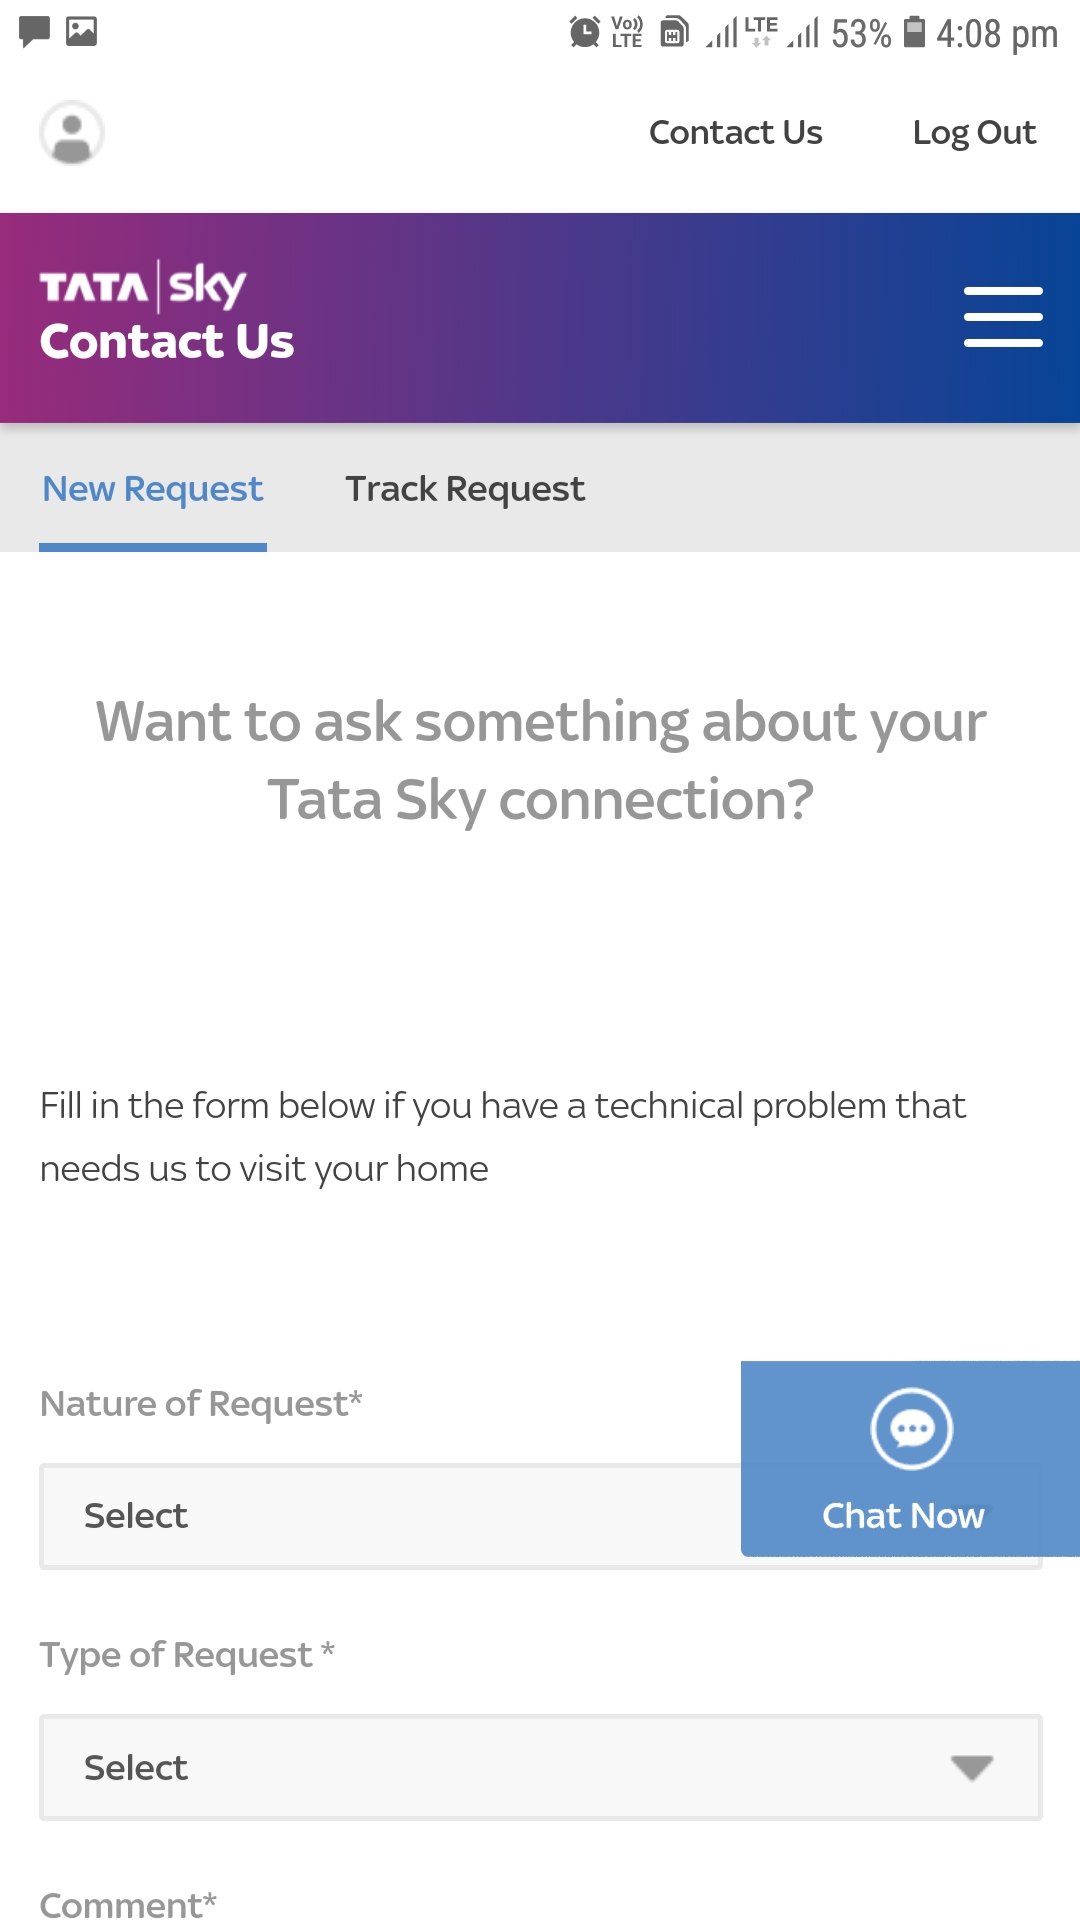 Vo)) LTE LTE 53% 4:08 pm
Contact Us Log Out
TATA sky
Contact Us
New Request Track Request
Want to ask something about your
Tata Sky connection?
Fill in the form below if you have a technical problem that
needs us to visit your home
Nature of Request*
Select
Chat Now
Type of Request *
Select
Comment*